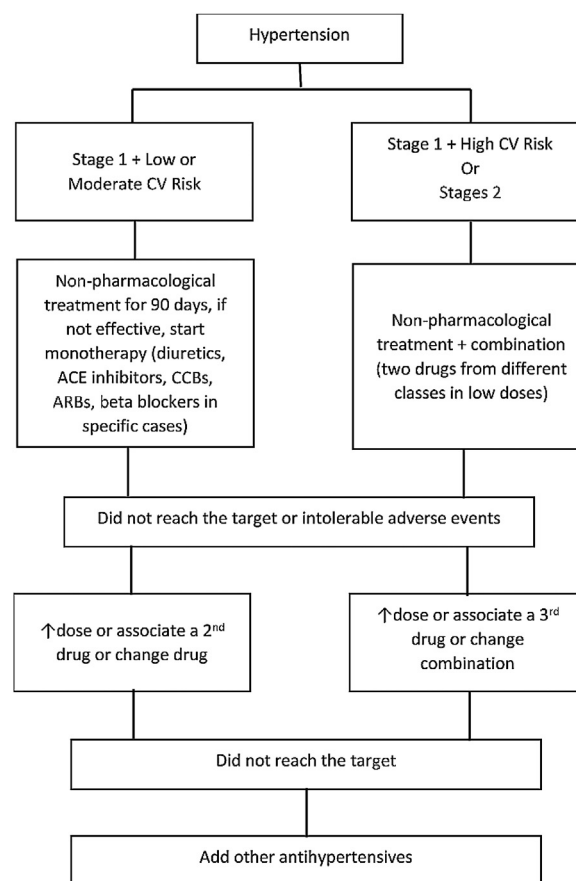 Hypertension
Stage 1 + Low or
Moderate CV Risk
Stage 1 + High CV Risk
Or
Stages 2
Non-pharmacological
treatment for 90 days, if
not effective, start
monotherapy (diuretics,
ACE inhibitors, CCBs,
ARBs, beta blockers in
specific cases)
Non-pharmacological
treatment + combination
(two drugs from different
classes in low doses)
Did not reach the target or intolerable adverse events
↑dose or associate a 2nd
drug or change drug
↑dose or associate a 3rd
drug or change
combination
Did not reach the target
Add other antihypertensives